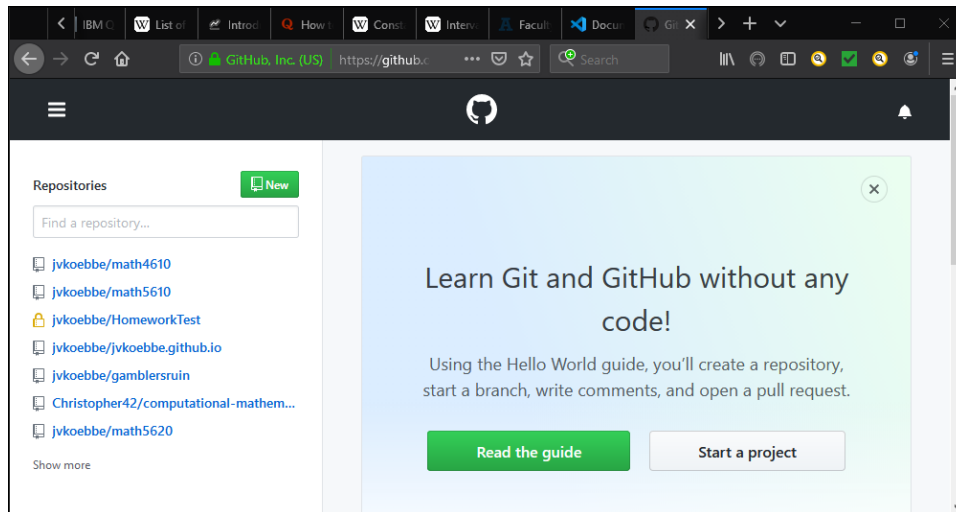 IBM Q
List of
Introd
How t
Const
Interv
Facult
Docum
Git
GitHub, Inc. (US)
https://github.c
Search
Repositories
New
Find a repository...
jvkoebbe/math4610
jvkoebbe/math5610
jvkoebbe/HomeworkTest
jvkoebbe/jvkoebbe.github.io
jvkoebbe/gamblersruin
Christopher42/computational-mathem...
jvkoebbe/math5620
Show more
Learn Git and GitHub without any
code!
Using the Hello World guide, you'll create a repository,
start a branch, write comments, and open a pull request.
Read the guide
Start a project